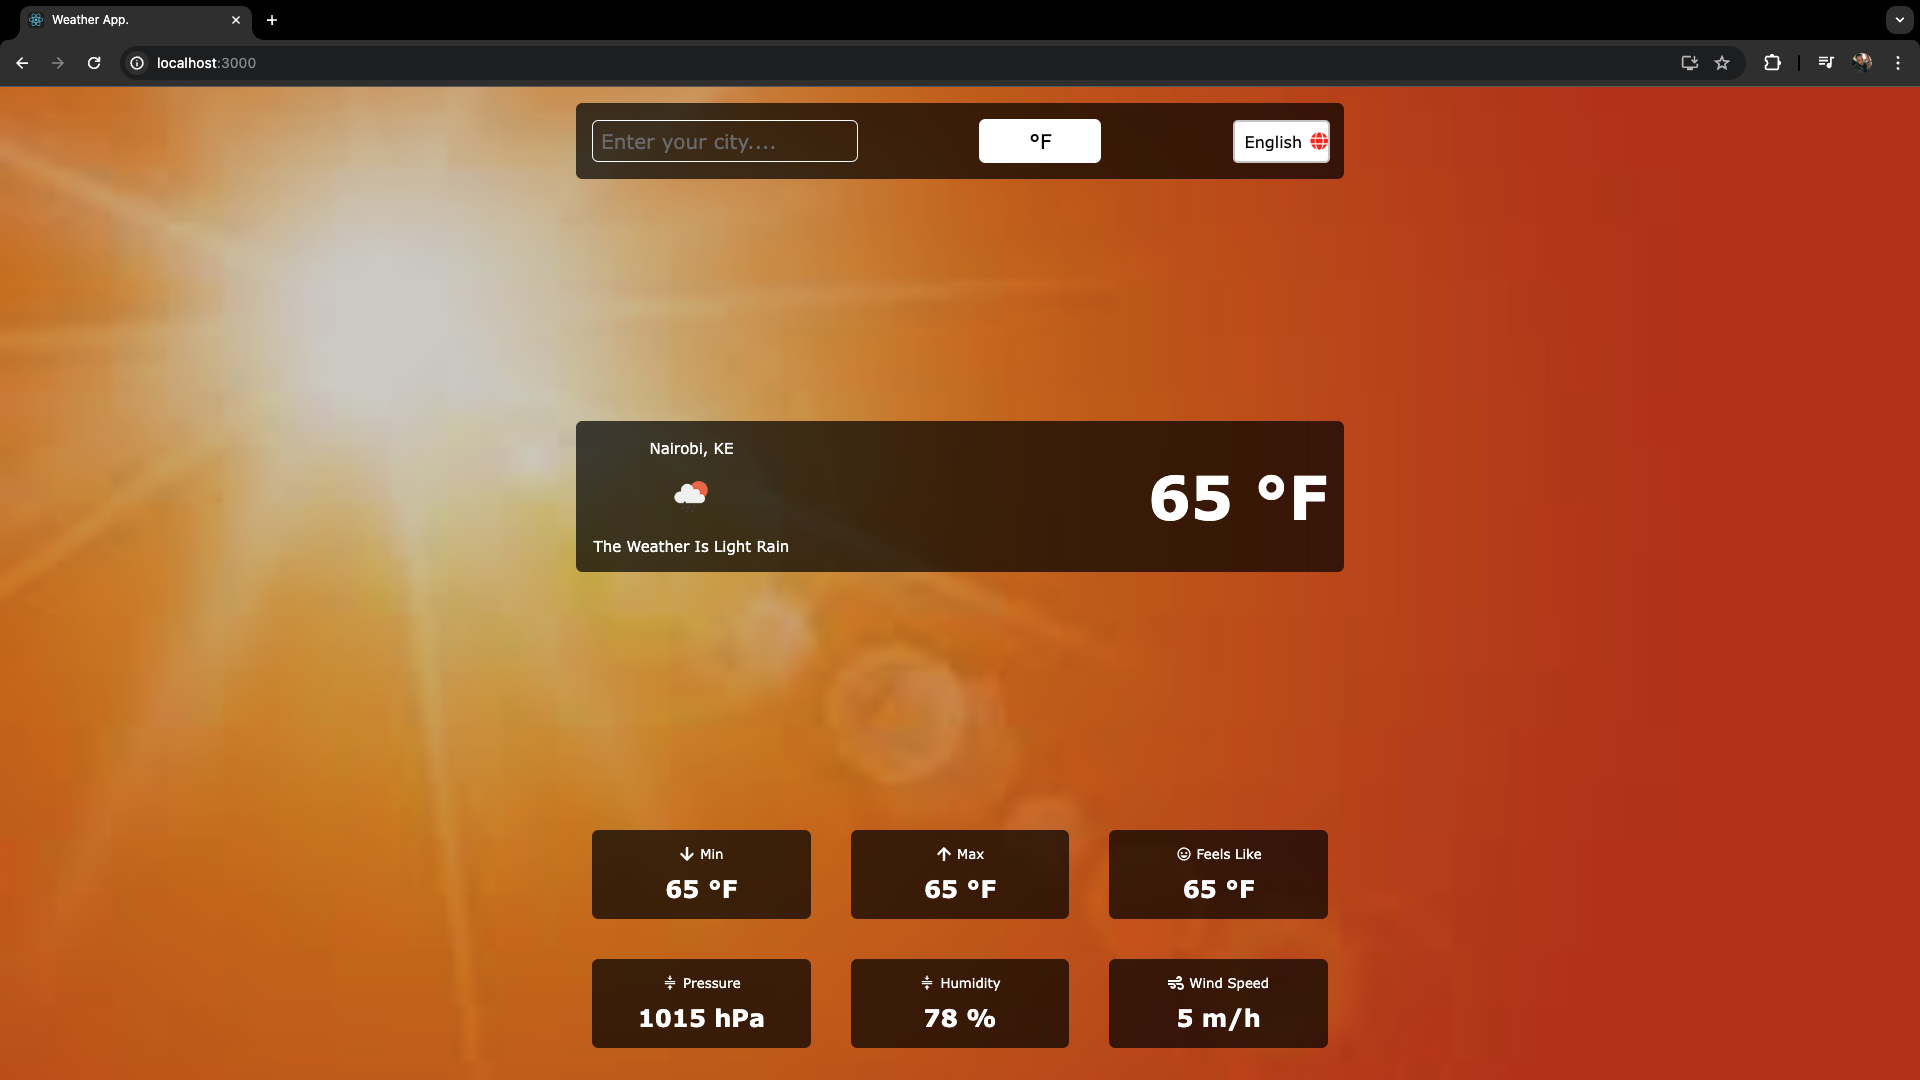 Weather App.
localhost:3000
Enter your city....
°F
English
Nairobi, KE
65 °F
The Weather Is Light Rain
Min
65 °F
Max
65 °F
Feels Like
65 °F
Pressure
1015 hPa
Humidity
78 %
Wind Speed
5 m/h